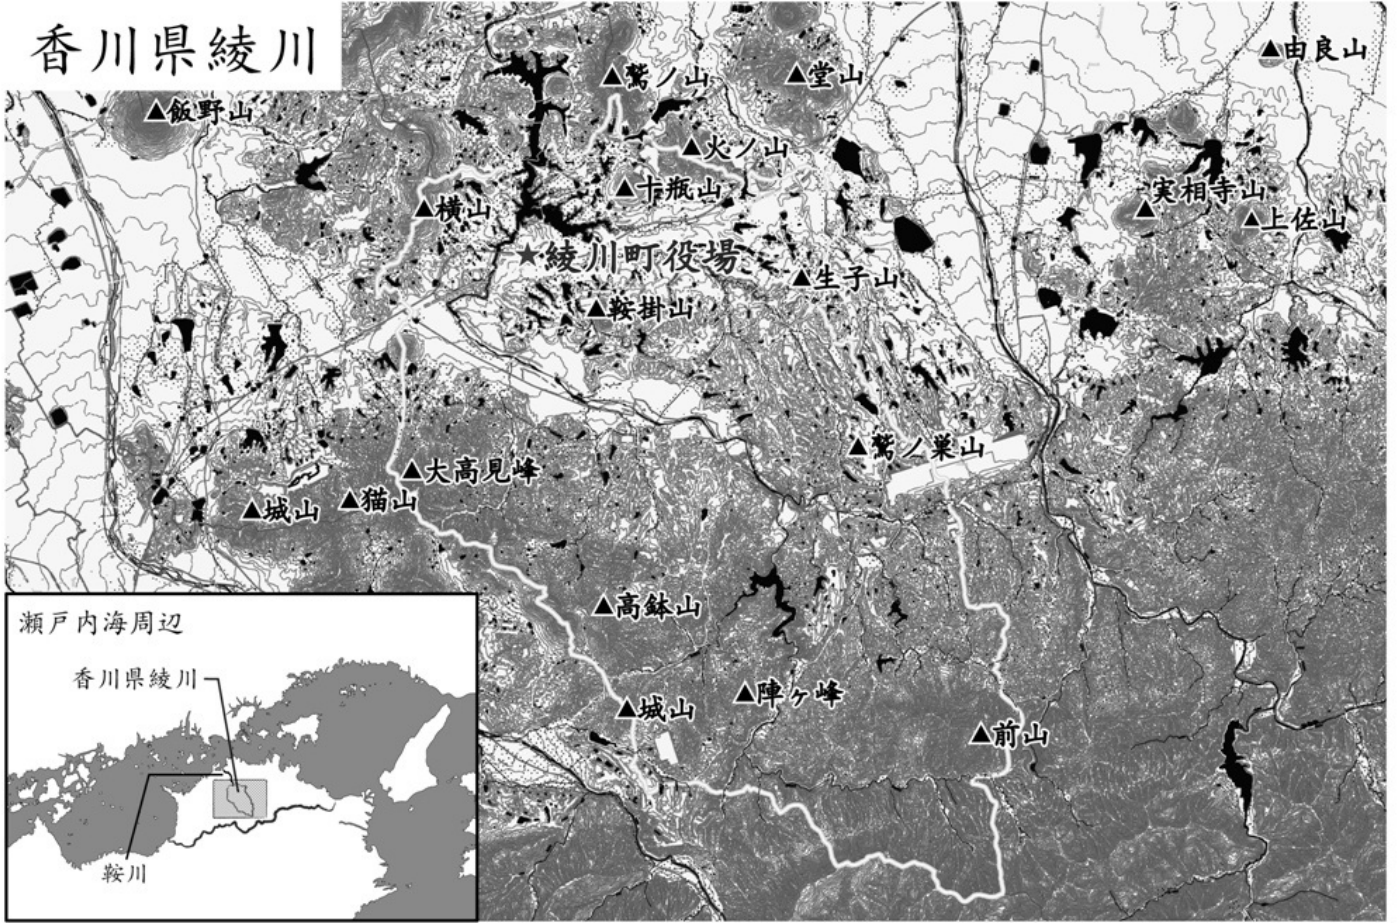 香川県綾川
飯野山
鷲ノ山
堂山
由良山
火ノ山
十瓶山
横山
実相寺山
上佐山
★綾川町役場
生子山
鞍掛山
鷲ノ巣山
大高見峰
猫山
城山
高鉢山
城山
陣ヶ峰
前山
瀬戸内海周辺
香川県綾川
鞍川